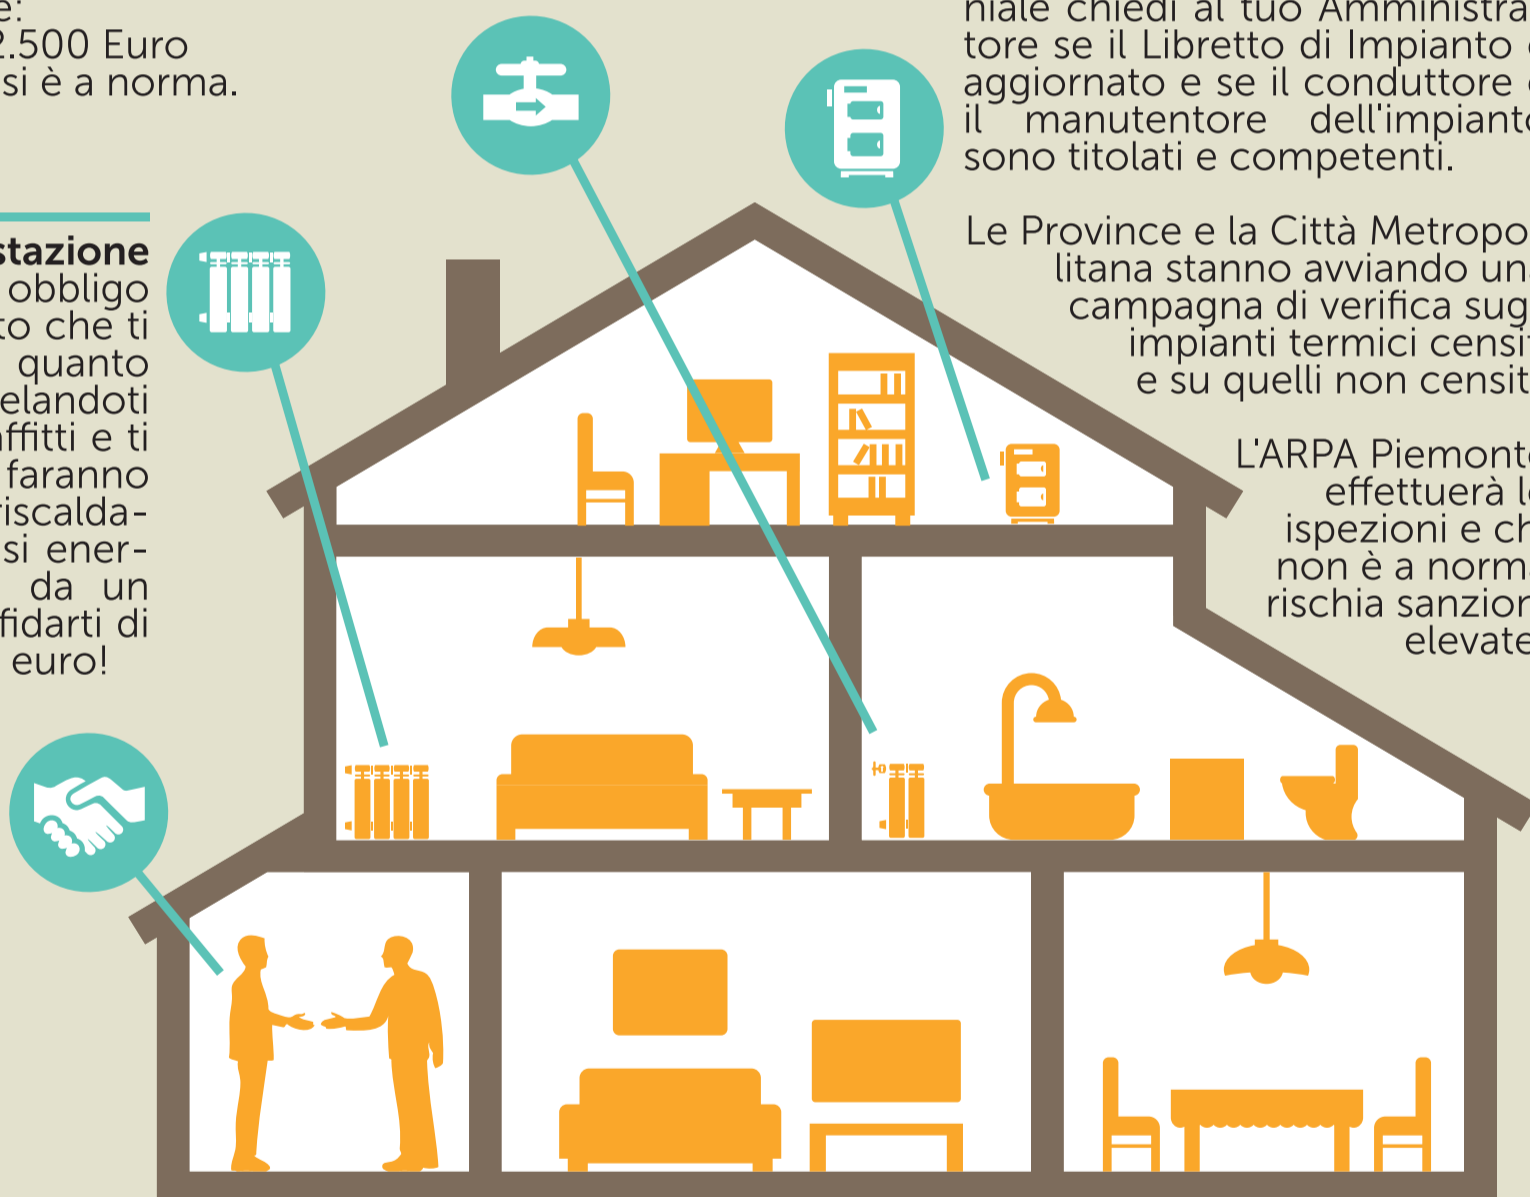 2.500 Euro
si è a norma.
stazione
obbligo
to che ti
quanto
elandoti
ffitti e ti
faranno
riscalda-
si ener-
da un
fidarti di
euro!
niale chiedi al tuo Amministra-
tore se il Libretto di Impianto
aggiornato e se il conduttore
il manutentore dell'impianto
sono titolati e competenti.
Le Province e la Città Metropo-
litana stanno avviando una
campagna di verifica sug
impianti termici censit
e su quelli non censit
L'ARPA Piemonte
effettuerà le
ispezioni e ch
non è a norma
rischia sanzion
elevate